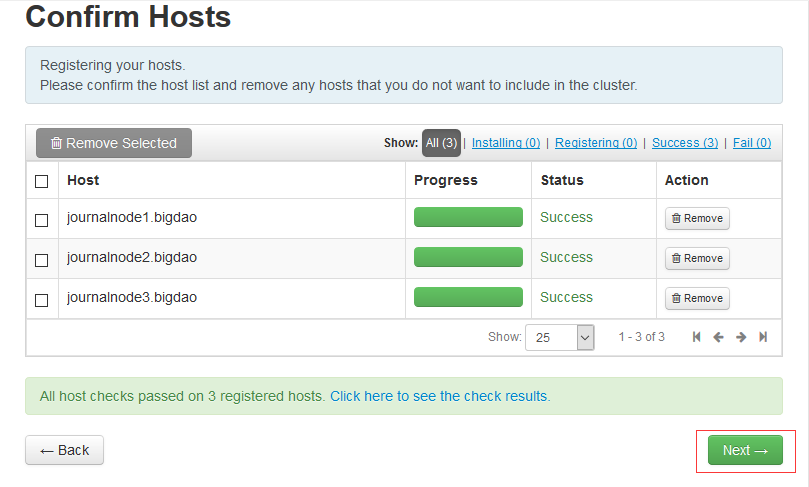 Confirm Hosts
Registering your hosts.
Please confirm the host list and remove any hosts that you do not want to include in the cluster.
Remove Selected Show: All (3) | Installing (0) | Registering (0) | Success (3) | Fail (0)
Host Progress Status Action
journalnode1.bigdao Success Remove
journalnode2.bigdao Success Remove
journalnode3.bigdao Success Remove
Show: 25 1 - 3 of 3
All host checks passed on 3 registered hosts. Click here to see the check results.
← Back Next →